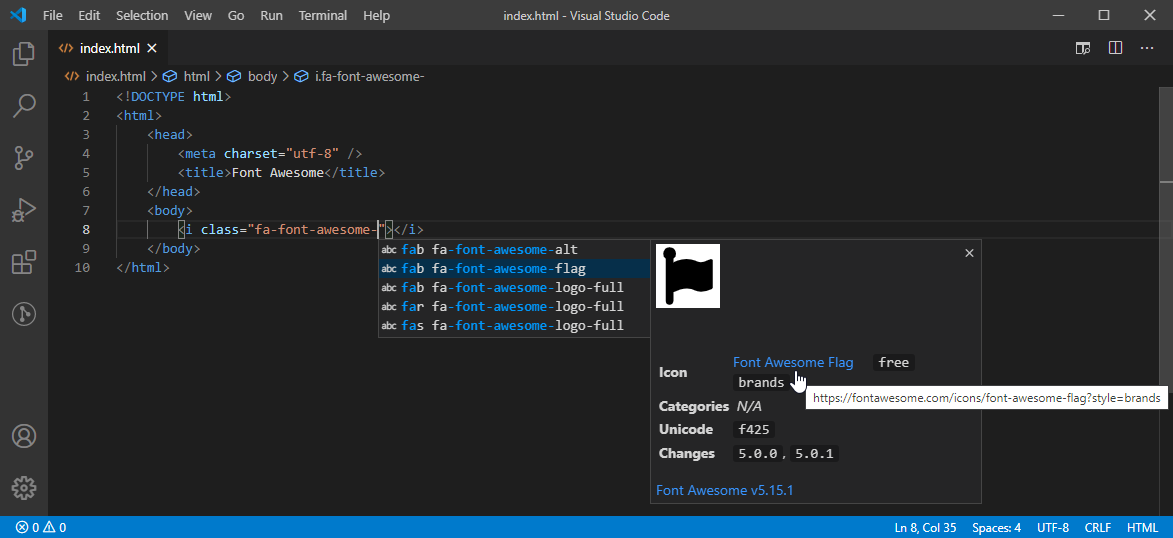 File Edit Selection View Go Run Terminal Help index.html - Visual Studio Code
index.html
index.html > html > body > i.fa-font-awesome-
1 <!DOCTYPE html>
2 <html>
3 <head>
4 <meta charset="utf-8" />
5 <title>Font Awesome</title>
6 </head>
7 <body>
8 <i class="fa-font-awesome-"></i>
9 </body>
10 </html>
abc fab fa-font-awesome-alt
abc fab fa-font-awesome-flag
abc fab fa-font-awesome-logo-full
abc far fa-font-awesome-logo-full
abc fas fa-font-awesome-logo-full
Icon Font Awesome Flag free
brands
https://fontawesome.com/icons/font-awesome-flag?style=brands
Categories N/A
Unicode f425
Changes 5.0.0, 5.0.1
Font Awesome v5.15.1
0 0 Ln 8, Col 35 Spaces: 4 UTF-8 CRLF HTML